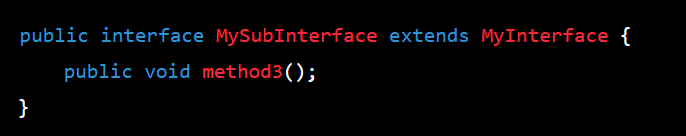 public interface MySubInterface extends MyInterface {
    public void method3();
}